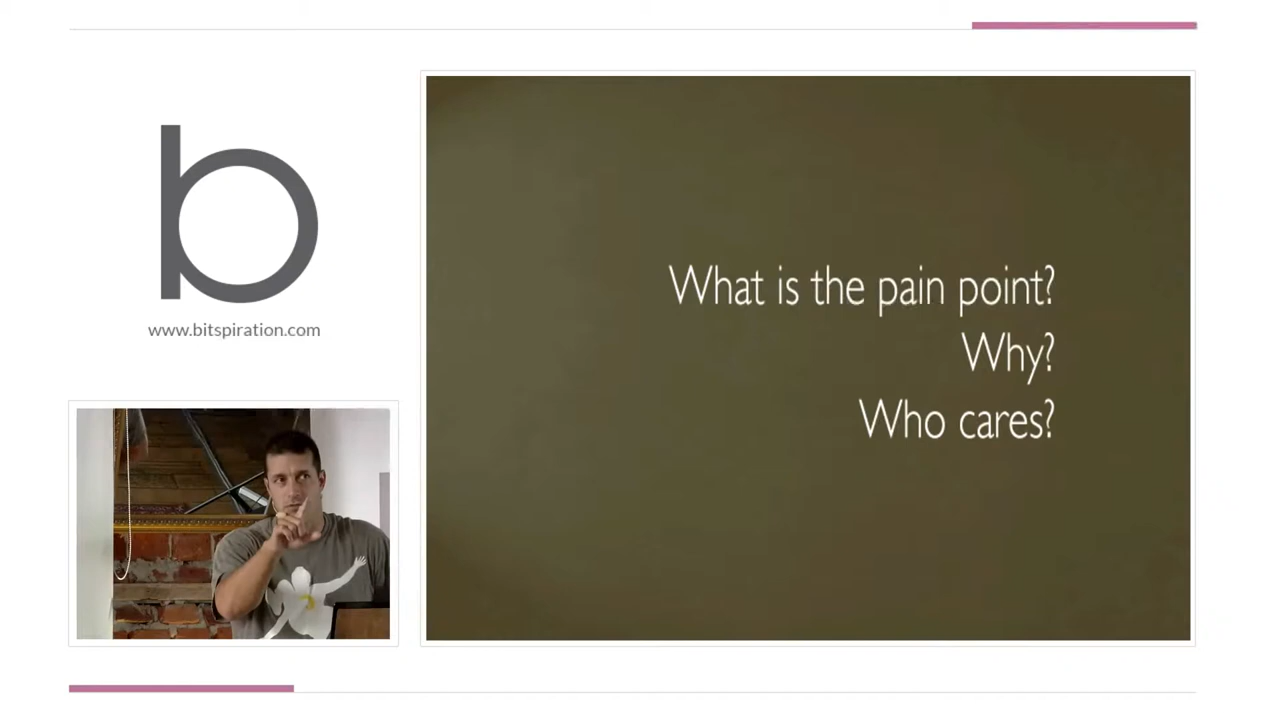 b
www.bitspiration.com
What is the pain point?
Why?
Who cares?